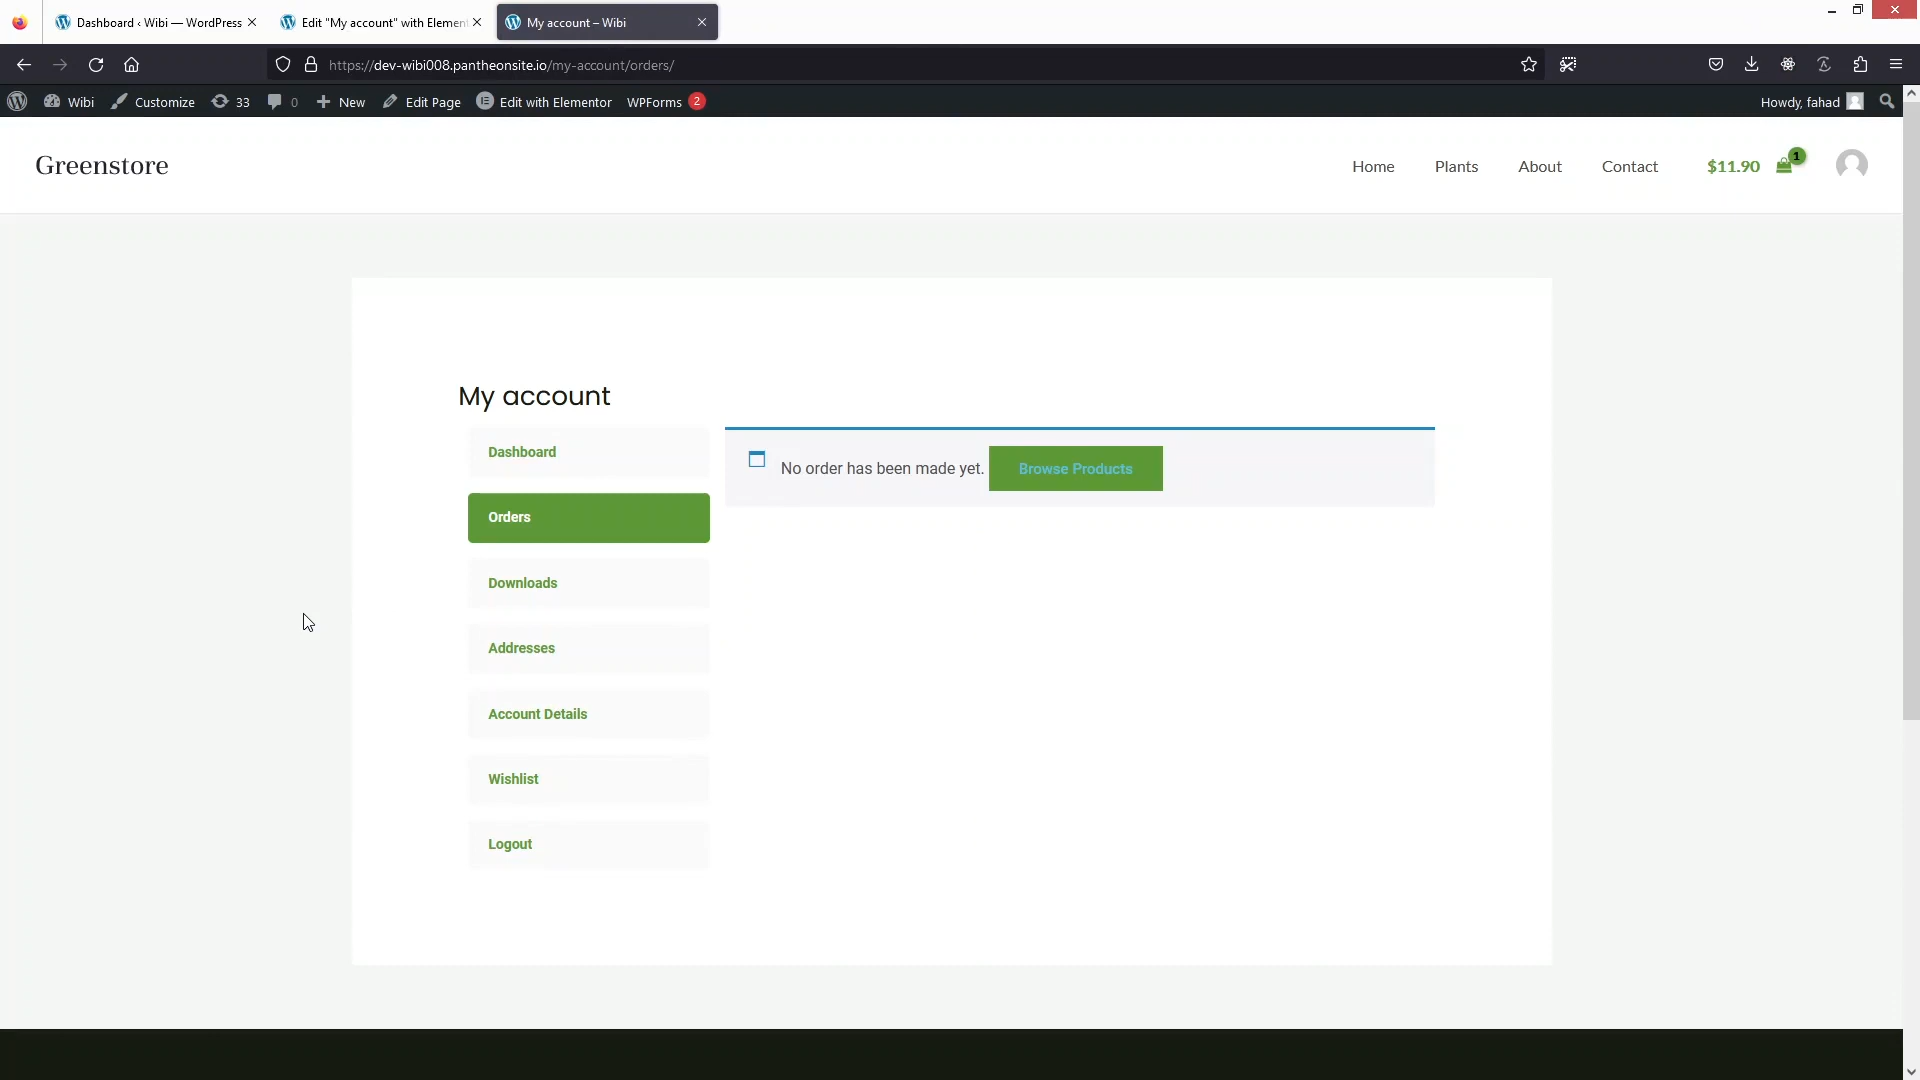 Dashboard ‹ Wibi — WordPress
Edit "My account" with Elemen
My account – Wibi
https://dev-wibi008.pantheonsite.io/my-account/orders/
Wibi
Customize
33
0
New
Edit Page
Edit with Elementor
WPForms 2
Howdy, fahad
Greenstore
Home
Plants
About
Contact
$11.90
1
My account
Dashboard
Orders
Downloads
Addresses
Account Details
Wishlist
Logout
No order has been made yet.
Browse Products